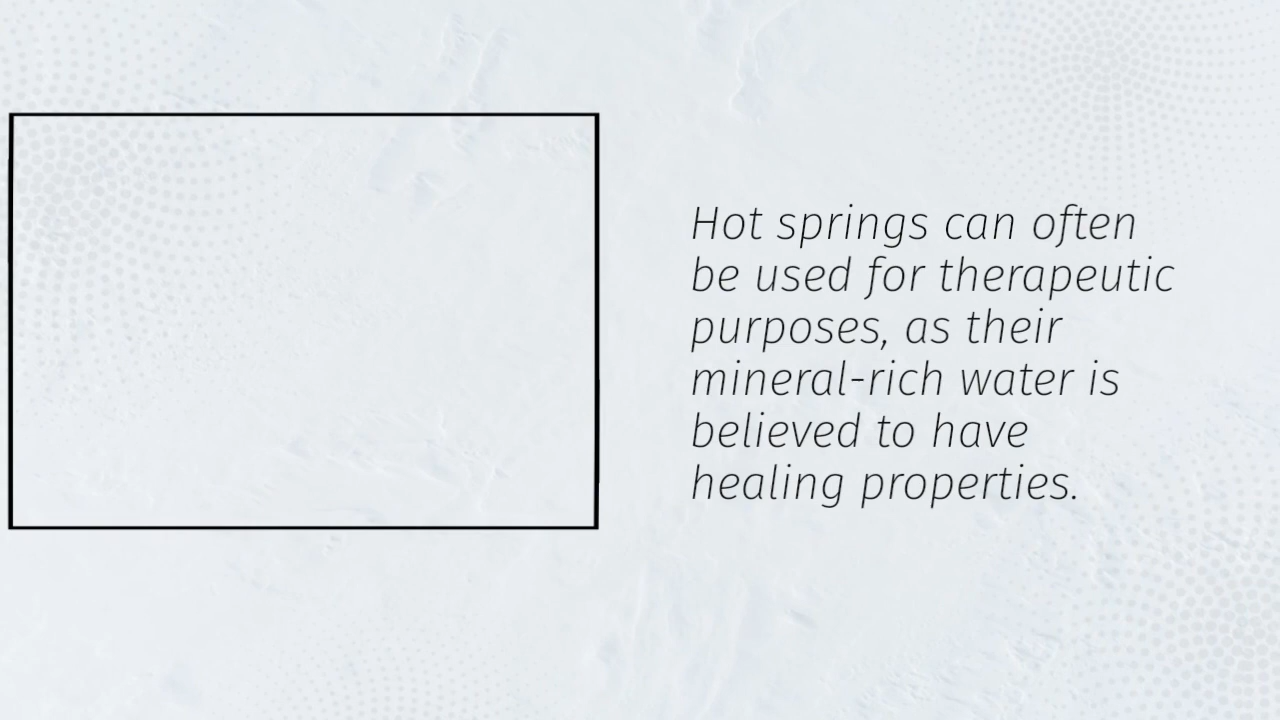 Hot springs can often
be used for therapeutic
purposes, as their
mineral-rich water is
believed to have
healing properties.